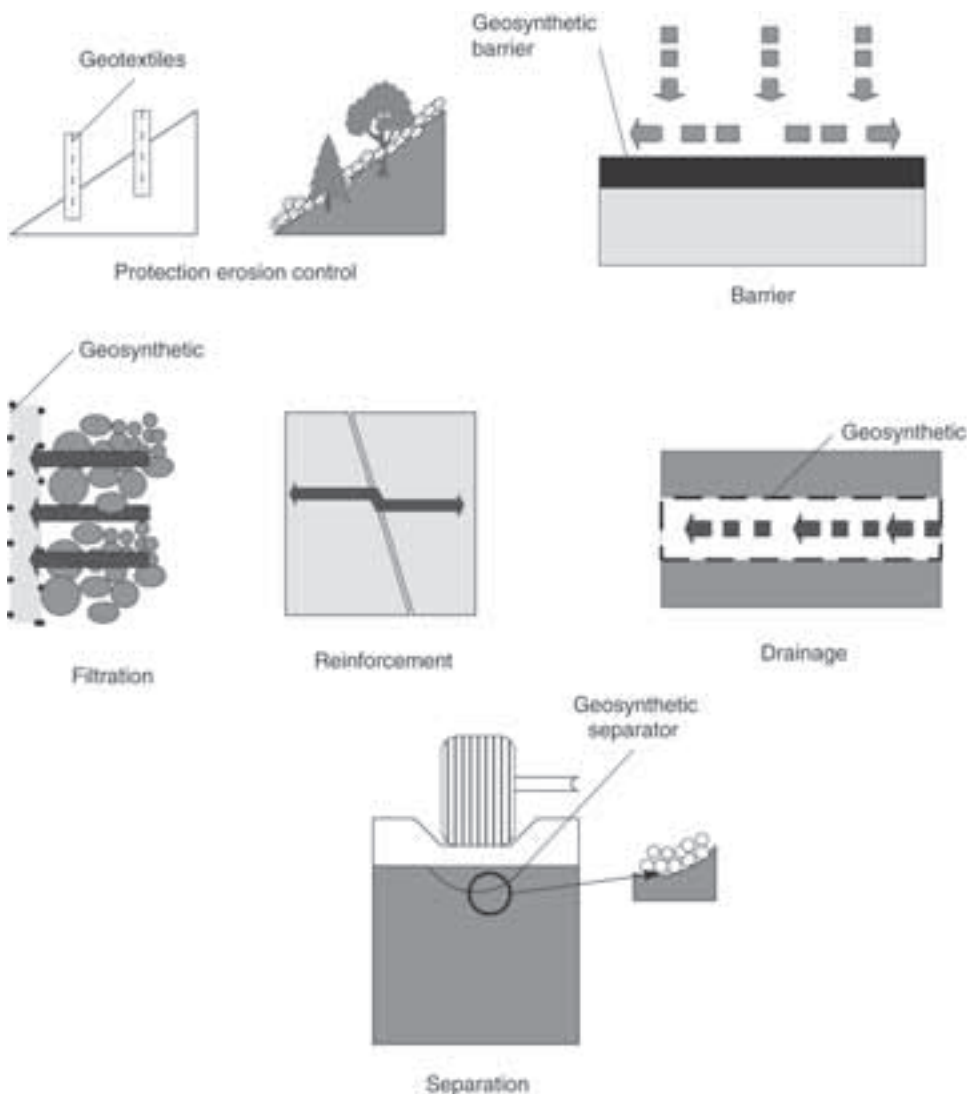 Geotextiles
Protection erosion control
Geosynthetic
barrier
Barrier
Geosynthetic
Filtration
Reinforcement
Geosynthetic
Drainage
Geosynthetic
separator
Separation